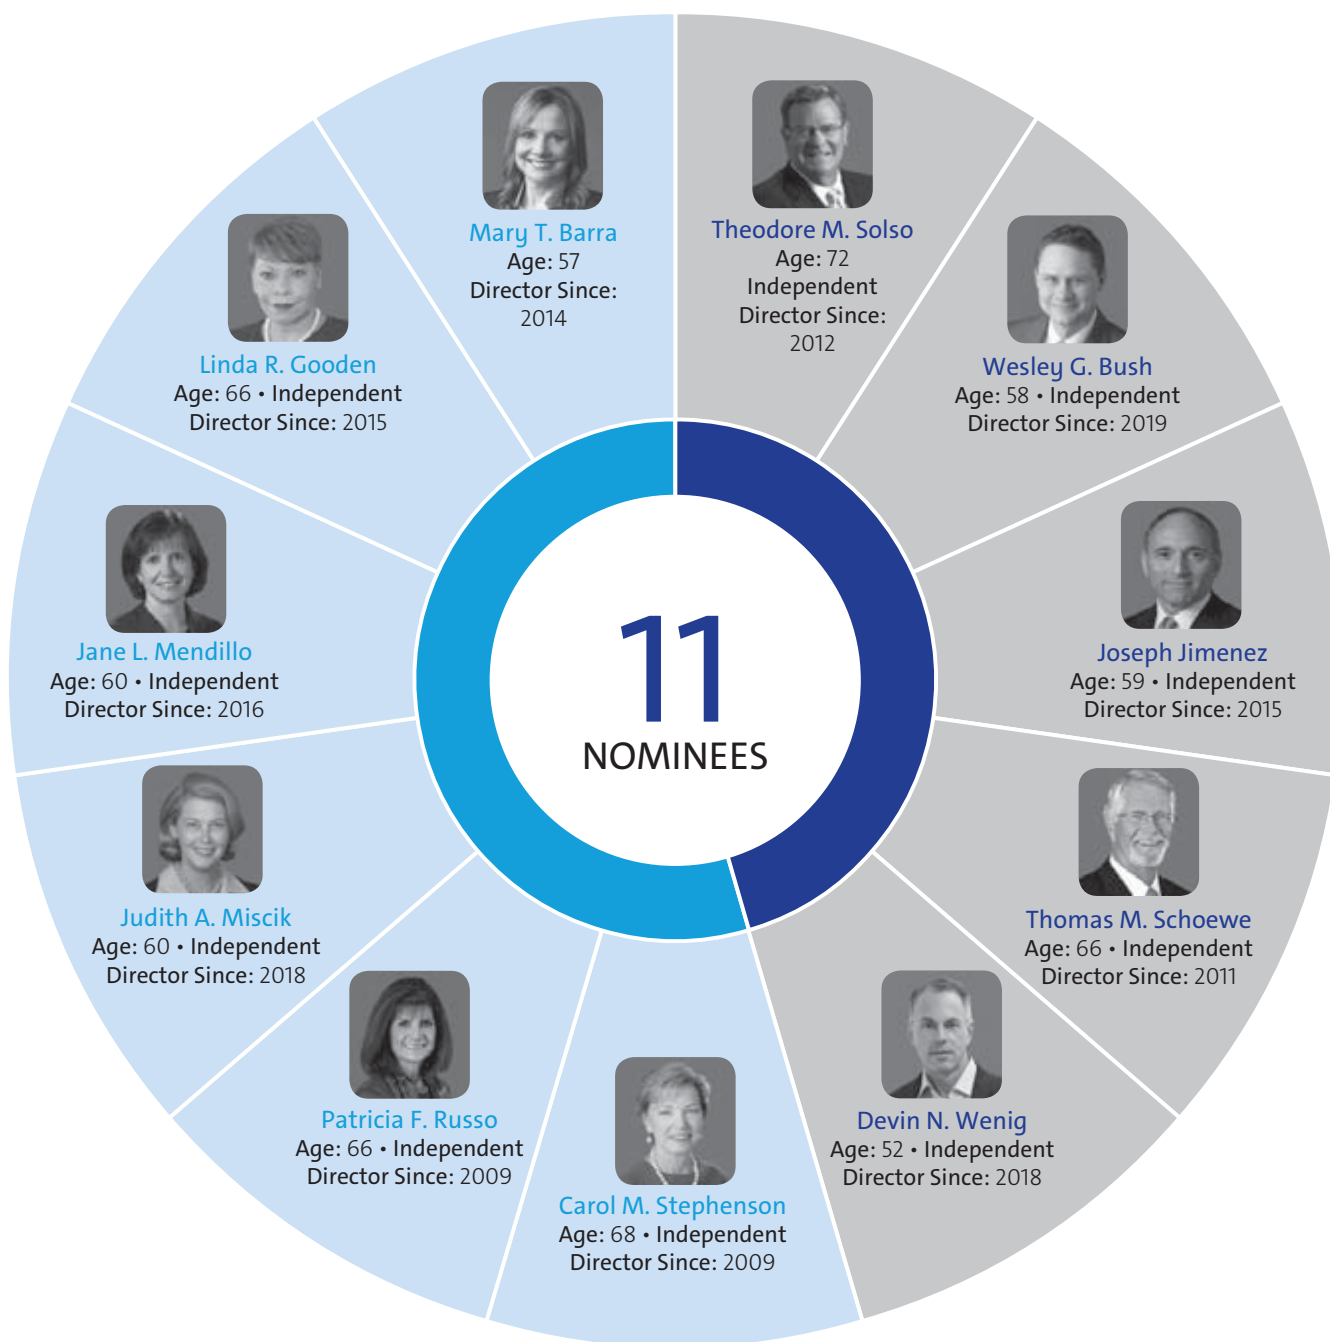 Mary T. Barra
Age: 57
Director Since:
2014
Theodore M. Solso
Age: 72
Independent
Director Since:
2012
Wesley G. Bush
Age: 58 • Independent
Director Since: 2019
Joseph Jimenez
Age: 59 • Independent
Director Since: 2015
Thomas M. Schoewe
Age: 66 • Independent
Director Since: 2011
Devin N. Wenig
Age: 52 • Independent
Director Since: 2018
Carol M. Stephenson
Age: 68 • Independent
Director Since: 2009
Patricia F. Russo
Age: 66 • Independent
Director Since: 2009
Judith A. Miscik
Age: 60 • Independent
Director Since: 2018
Jane L. Mendillo
Age: 60 • Independent
Director Since: 2016
Linda R. Gooden
Age: 66 • Independent
Director Since: 2015
11
NOMINEES